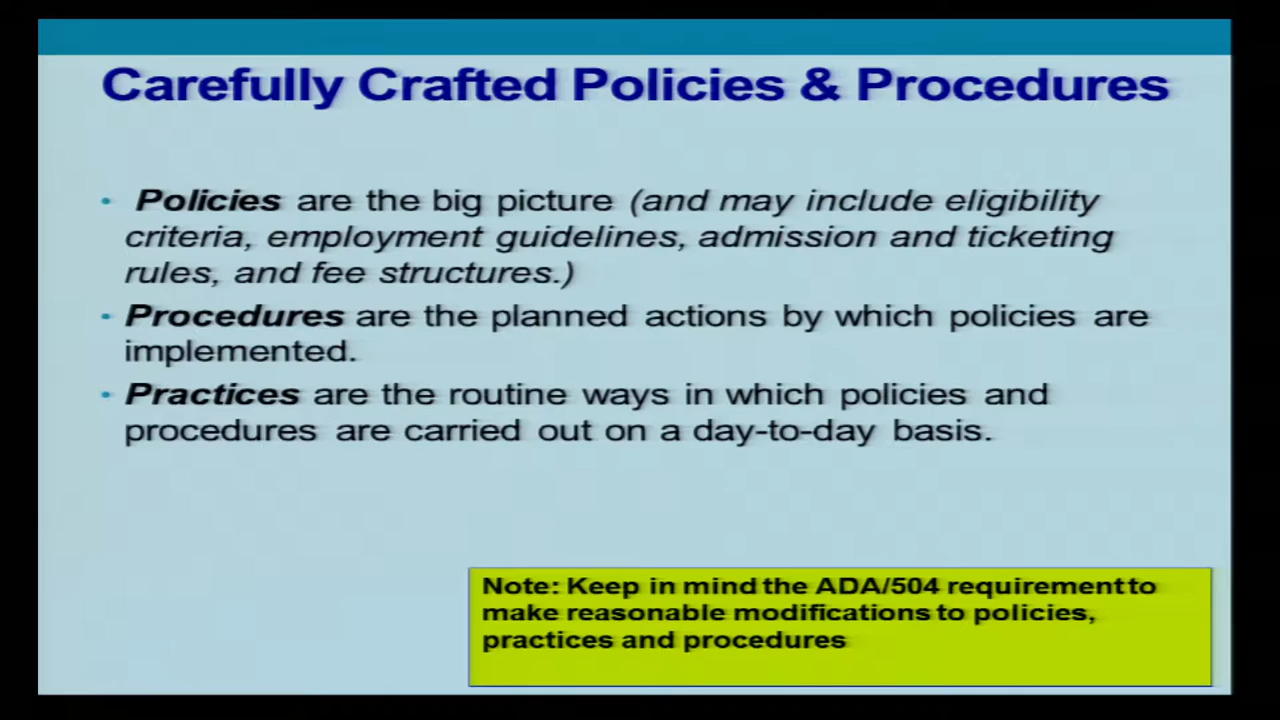 Carefully Crafted Policies & Procedures
• Policies are the big picture (and may include eligibility
criteria, employment guidelines, admission and ticketing
rules, and fee structures.)
• Procedures are the planned actions by which policies are
implemented.
• Practices are the routine ways in which policies and
procedures are carried out on a day-to-day basis.
Note: Keep in mind the ADA/504 requirement to
make reasonable modifications to policies,
practices and procedures